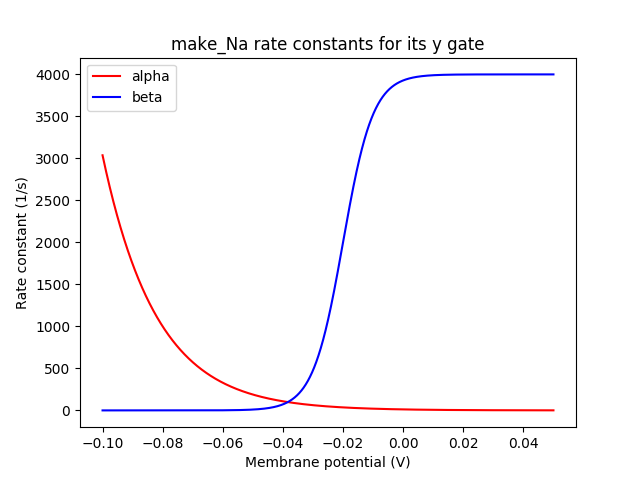 make_Na rate constants for its y gate
alpha
beta
4000
3500
3000
2500
2000
1500
1000
500
0
Rate constant (1/s)
−0.10 −0.08 −0.06 −0.04 −0.02 0.00 0.02 0.04
Membrane potential (V)